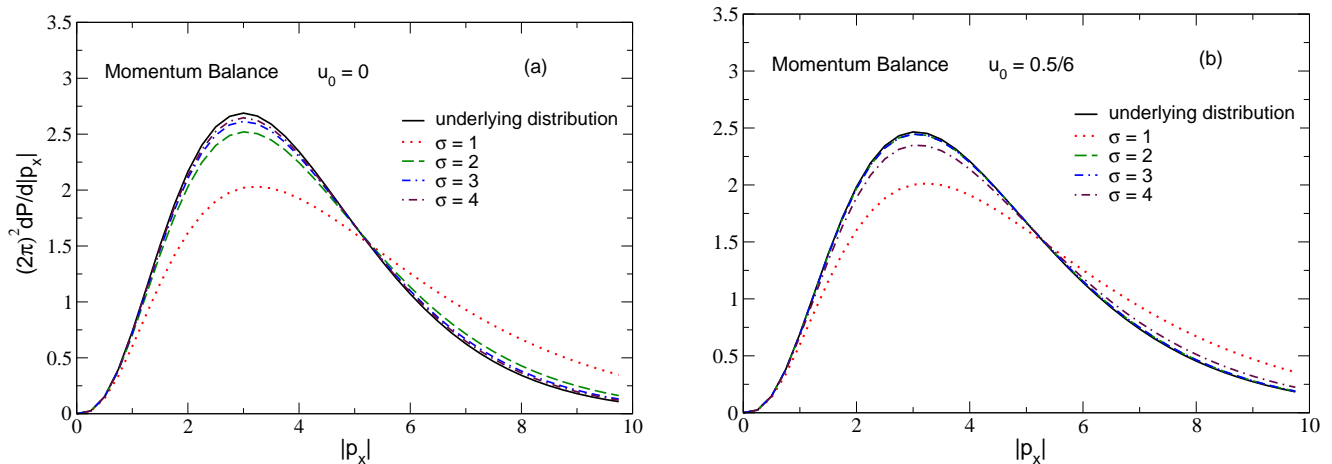 Momentum Balance u₀ = 0 (a)
underlying distribution
σ = 1
σ = 2
σ = 3
σ = 4
(2π)² dP/d|pₓ|
3.5
3
2.5
2
1.5
1
0.5
0
0 2 4 6 8 10
|pₓ|
Momentum Balance u₀ = 0.5/6 (b)
underlying distribution
σ = 1
σ = 2
σ = 3
σ = 4
3.5
3
2.5
2
1.5
1
0.5
0
0 2 4 6 8 10
|pₓ|